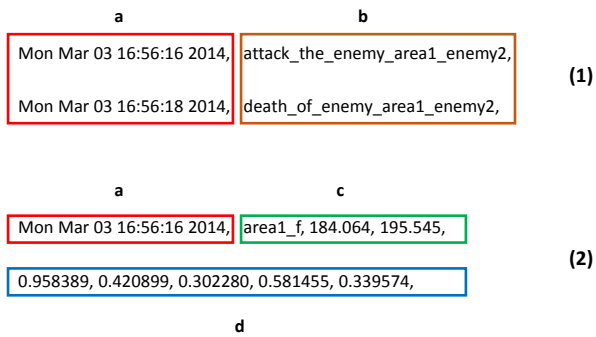 a b
Mon Mar 03 16:56:16 2014, attack_the_enemy_area1_enemy2,
(1)
Mon Mar 03 16:56:18 2014, death_of_enemy_area1_enemy2,
a c
Mon Mar 03 16:56:16 2014, area1_f, 184.064, 195.545,
(2)
0.958389, 0.420899, 0.302280, 0.581455, 0.339574,
d